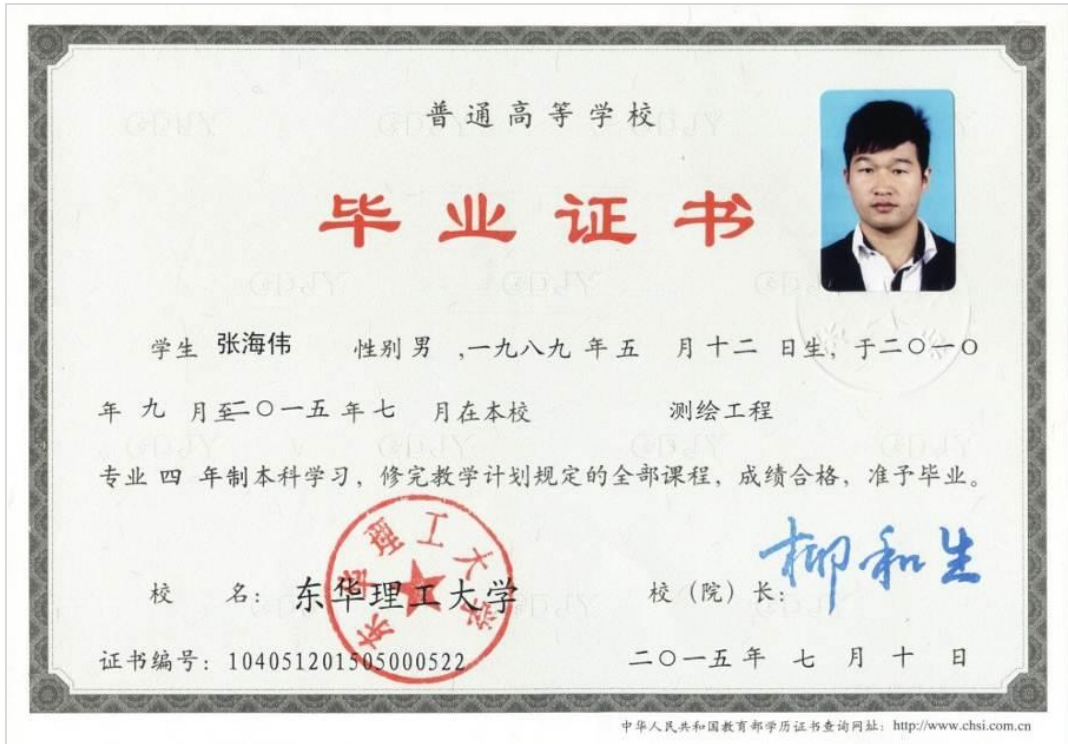 普通高等学校
毕业证书
学生 张海伟 性别 男 ,一九八九 年 五 月 十二 日生, 于二〇一〇
年 九 月至二〇一五 年 七 月在本校 测绘工程
专业 四 年制本科学习, 修完教学计划规定的全部课程, 成绩合格, 准予毕业。
东华理工大学
校 名: 东华理工大学 校 (院) 长: 柳和生
证书编号: 104051201505000522 二〇一五 年 七 月 十 日
中华人民共和国教育部学历证书查询网址: http://www.chsi.com.cn